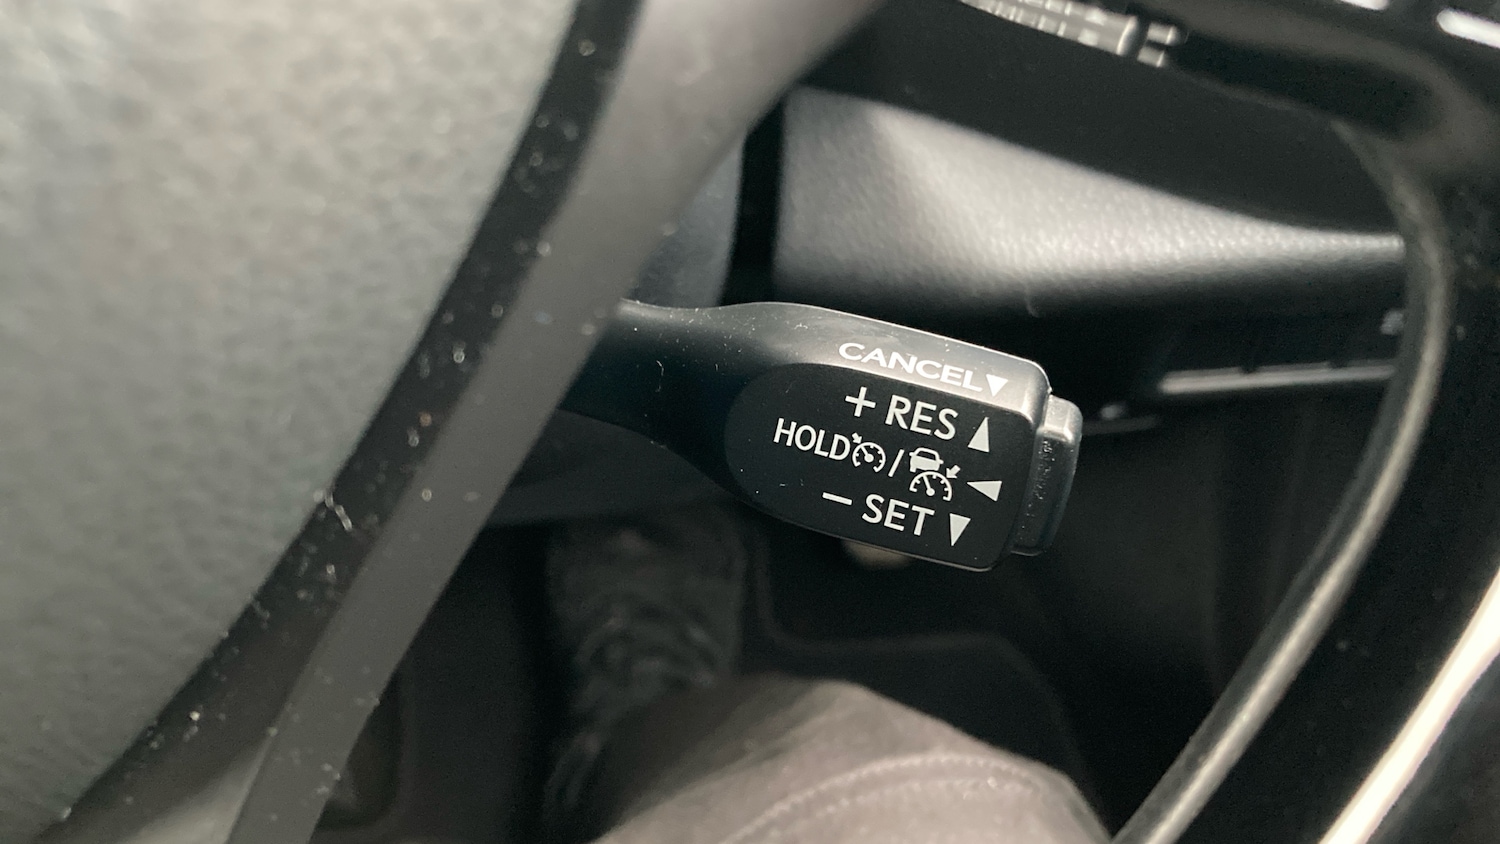 CANCEL▼
+ RES ▲
HOLD / ◀
− SET ▼